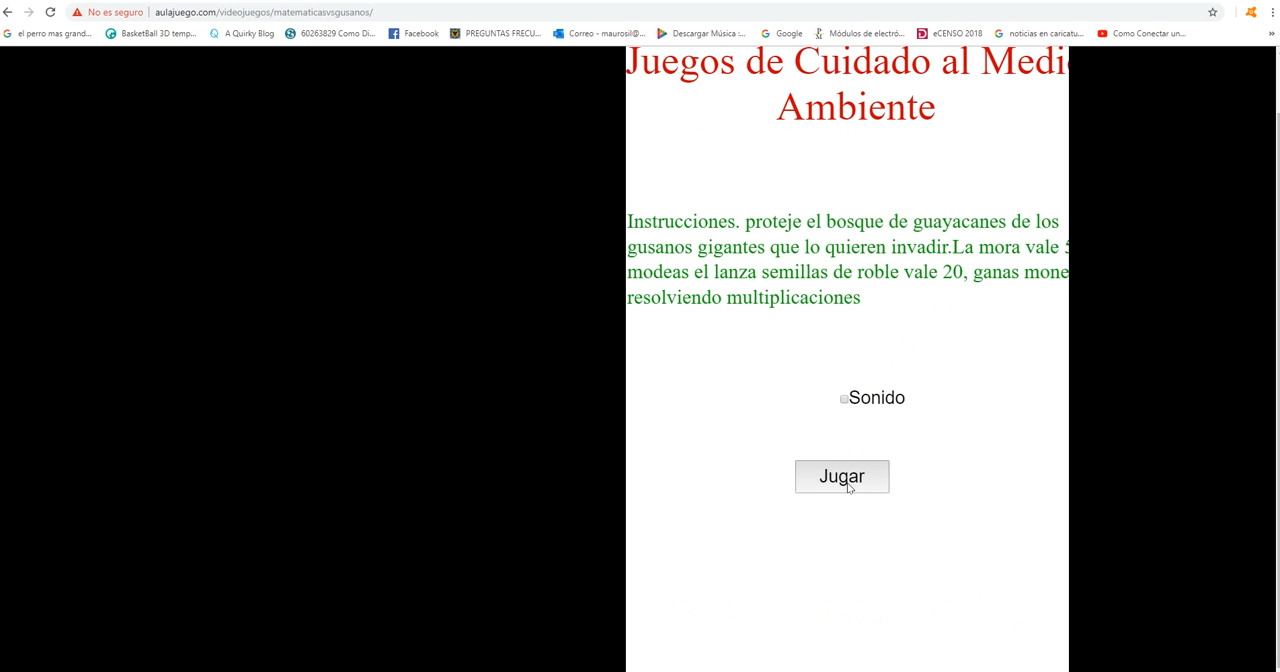 No es seguro | aulajuego.com/videojuegos/matematicasvsgusanos/
el perro mas grand... BasketBall 3D temp... A Quirky Blog 60263829 Como Di... Facebook PREGUNTAS FRECU... Correo - maurosil@... Descargar Música :... Google Módulos de electró... eCENSO 2018 noticias en caricatu... Como Conectar un... »
Juegos de Cuidado al Medi
Ambiente
Instrucciones. proteje el bosque de guayacanes de los
gusanos gigantes que lo quieren invadir.La mora vale
modeas el lanza semillas de roble vale 20, ganas mone
resolviendo multiplicaciones
Sonido
Jugar